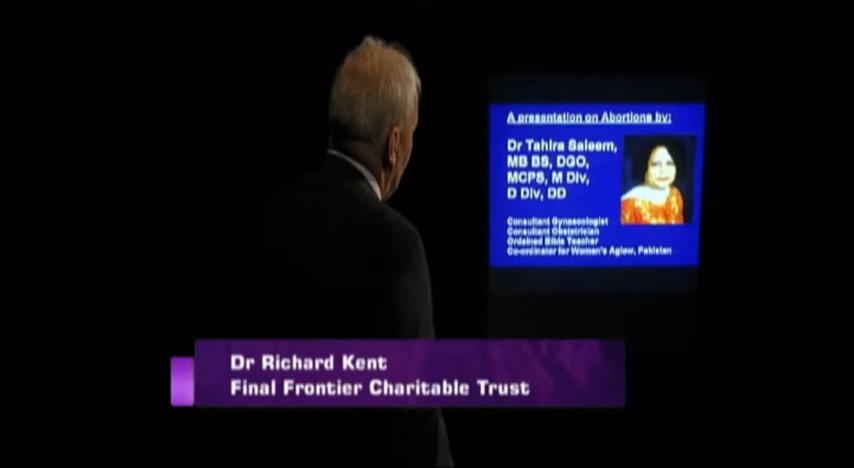 A presentation on Abortions by:
Dr Tahira Saleem,
MB BS, DGO,
MCPS, M Div,
D Div, DD
Consultant Gynaecologist
Consultant Obstetrician
Ordained Bible Teacher
Co-ordinator for Women's Aglow, Pakistan
Dr Richard Kent
Final Frontier Charitable Trust